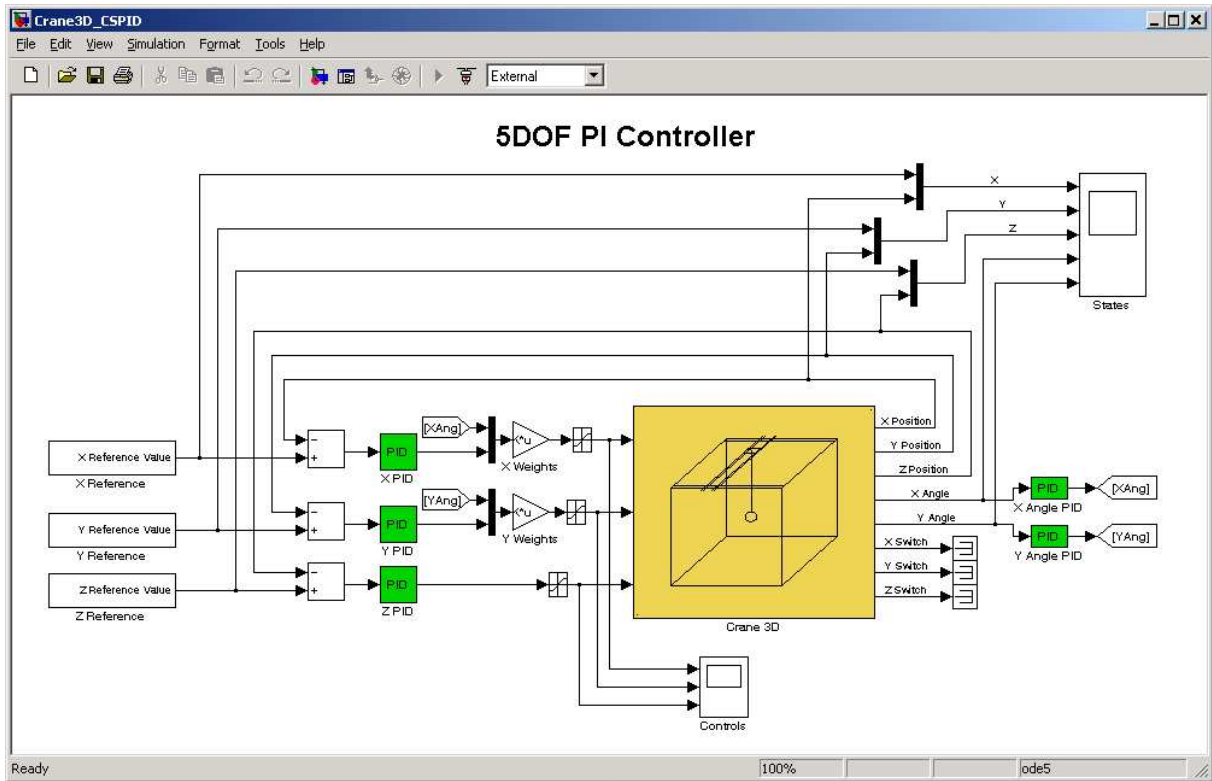 Crane3D_CSPID
File Edit View Simulation Format Tools Help
External
5DOF PI Controller
X
Y
Z
States
X Position
Y Position
Z Position
X Angle
Y Angle
X Switch
Y Switch
Z Switch
Crane 3D
X Reference Value
X Reference
Y Reference Value
Y Reference
Z Reference Value
Z Reference
-
+
-
+
-
+
PID
X PID
PID
Y PID
PID
Z PID
[XAng]
[YAng]
K*u
X Weights
K*u
Y Weights
PID
X Angle PID
[XAng]
PID
Y Angle PID
[YAng]
Controls
Ready 100% ode5